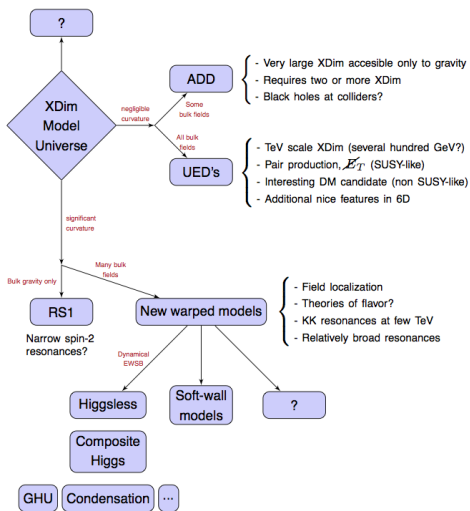 ?
XDim
Model
Universe
negligible
curvature
Some
bulk fields
All bulk
fields
ADD
- Very large XDim accesible only to gravity
- Requires two or more XDim
- Black holes at colliders?
UED's
- TeV scale XDim (several hundred GeV?)
- Pair production, E̸_T (SUSY-like)
- Interesting DM candidate (non SUSY-like)
- Additional nice features in 6D
significant
curvature
Bulk gravity only
Many bulk
fields
RS1
Narrow spin-2
resonances?
New warped models
- Field localization
- Theories of flavor?
- KK resonances at few TeV
- Relatively broad resonances
Dynamical
EWSB
Higgsless
Soft-wall
models
?
Composite
Higgs
GHU
Condensation
...